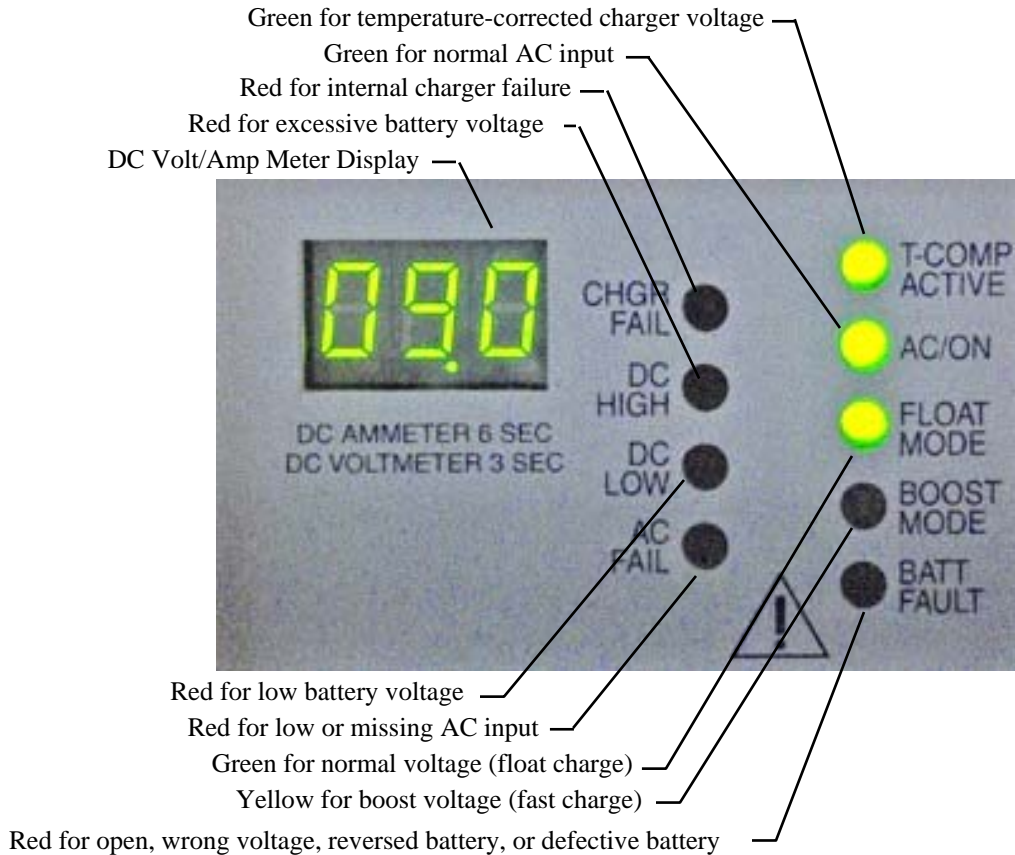 Green for temperature-corrected charger voltage
Green for normal AC input
Red for internal charger failure
Red for excessive battery voltage
DC Volt/Amp Meter Display
09.0
DC AMMETER 6 SEC
DC VOLTMETER 3 SEC
CHGR
FAIL
DC
HIGH
DC
LOW
AC
FAIL
T-COMP
ACTIVE
AC/ON
FLOAT
MODE
BOOST
MODE
BATT
FAULT
!
Red for low battery voltage
Red for low or missing AC input
Green for normal voltage (float charge)
Yellow for boost voltage (fast charge)
Red for open, wrong voltage, reversed battery, or defective battery